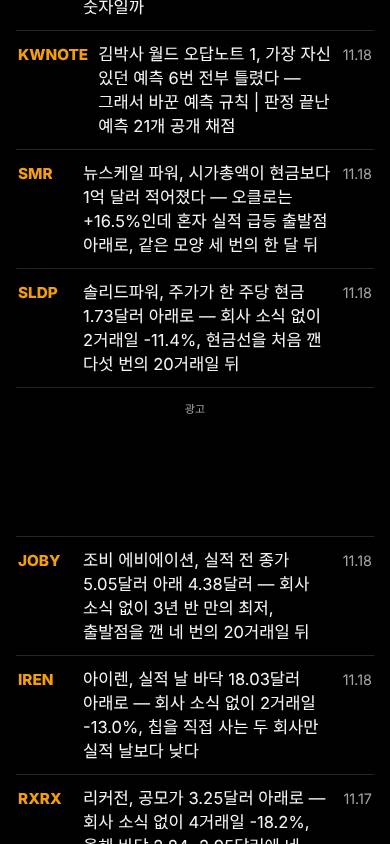 숫자일까
KWNOTE 김박사 월드 오답노트 1, 가장 자신 11.18
있던 예측 6번 전부 틀렸다 —
그래서 바꾼 예측 규칙 | 판정 끝난
예측 21개 공개 채점
SMR 뉴스케일 파워, 시가총액이 현금보다 11.18
1억 달러 적어졌다 — 오클로는
+16.5%인데 혼자 실적 급등 출발점
아래로, 같은 모양 세 번의 한 달 뒤
SLDP 솔리드파워, 주가가 한 주당 현금 11.18
1.73달러 아래로 — 회사 소식 없이
2거래일 -11.4%, 현금선을 처음 깬
다섯 번의 20거래일 뒤
광고
JOBY 조비 에비에이션, 실적 전 종가 11.18
5.05달러 아래 4.38달러 — 회사
소식 없이 3년 반 만의 최저,
출발점을 깬 네 번의 20거래일 뒤
IREN 아이렌, 실적 날 바닥 18.03달러 11.18
아래로 — 회사 소식 없이 2거래일
-13.0%, 칩을 직접 사는 두 회사만
실적 날보다 낮다
RXRX 리커전, 공모가 3.25달러 아래로 — 11.17
회사 소식 없이 4거래일 -18.2%,